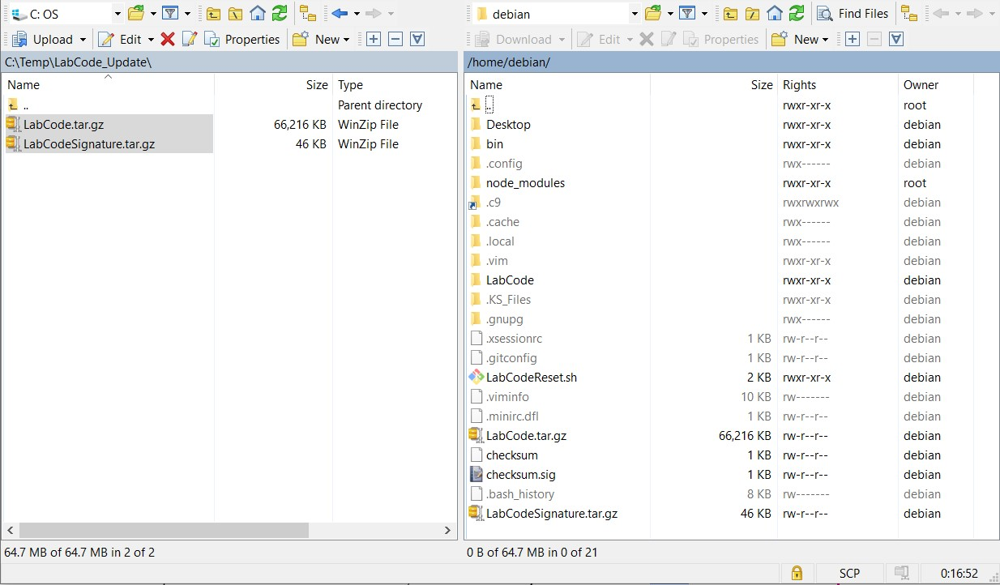 C: OS
Upload Edit Properties New
C:\Temp\LabCode_Update\
Name Size Type
.. Parent directory
LabCode.tar.gz 66,216 KB WinZip File
LabCodeSignature.tar.gz 46 KB WinZip File
64.7 MB of 64.7 MB in 2 of 2
debian Find Files
Download Edit Properties New
/home/debian/
Name Size Rights Owner
.. rwxr-xr-x root
Desktop rwxr-xr-x debian
bin rwxr-xr-x debian
.config rwx------ debian
node_modules rwxr-xr-x root
.c9 rwxrwxrwx debian
.cache rwx------ debian
.local rwx------ debian
.vim rwxr-xr-x debian
LabCode rwxr-xr-x debian
.KS_Files rwxr-xr-x debian
.gnupg rwx------ debian
.xsessionrc 1 KB rw-r--r-- debian
.gitconfig 1 KB rw-r--r-- debian
LabCodeReset.sh 2 KB rwxr-xr-x debian
.viminfo 10 KB rw------- debian
.minirc.dfl 1 KB rw-r--r-- debian
LabCode.tar.gz 66,216 KB rw-r--r-- debian
checksum 1 KB rw-r--r-- debian
checksum.sig 1 KB rw-r--r-- debian
.bash_history 8 KB rw------- debian
LabCodeSignature.tar.gz 46 KB rw-r--r-- debian
0 B of 64.7 MB in 0 of 21
SCP 0:16:52